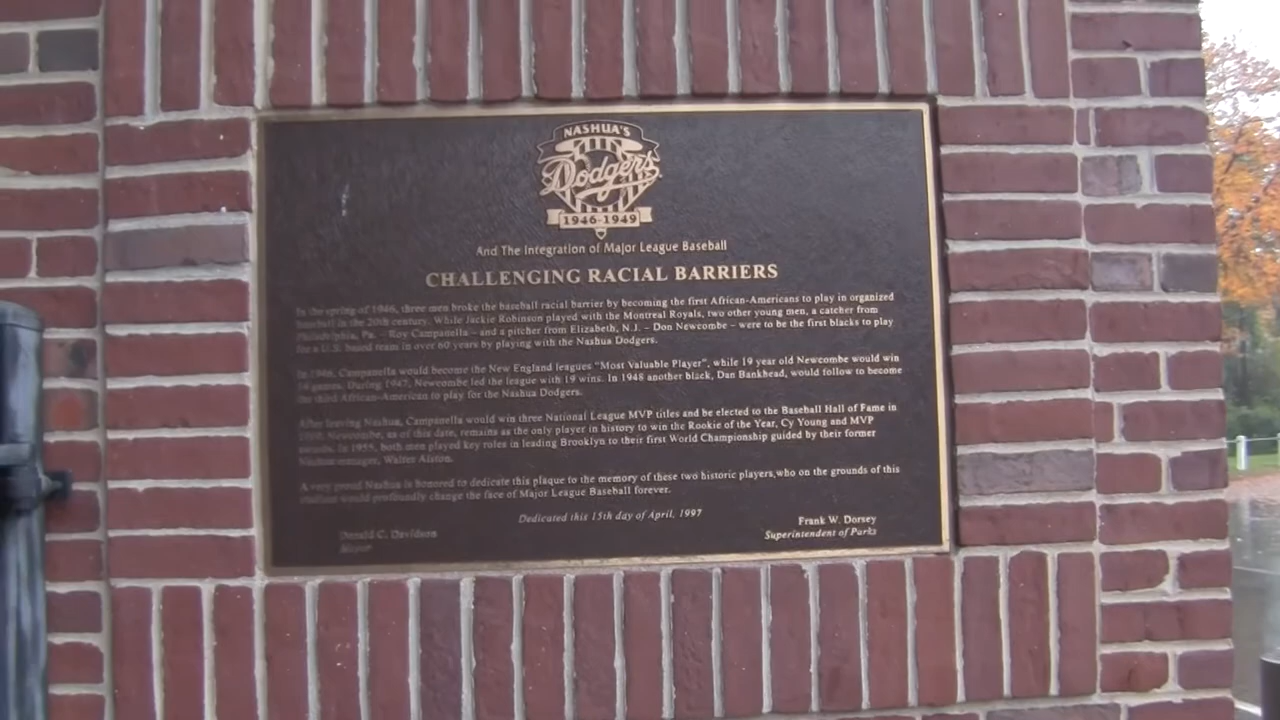 NASHUA'S
Dodgers
1946-1949
And The Integration of Major League Baseball
CHALLENGING RACIAL BARRIERS
In the spring of 1946, three men broke the baseball racial barrier by becoming the first African-Americans to play in organized
baseball in the 20th century. While Jackie Robinson played with the Montreal Royals, two other young men, a catcher from
Philadelphia, Pa. – Roy Campanella – and a pitcher from Elizabeth, N.J. – Don Newcombe – were to be the first blacks to play
for a U.S. based team in over 60 years by playing with the Nashua Dodgers.
In 1946, Campanella would become the New England leagues "Most Valuable Player", while 19 year old Newcombe would win
14 games. During 1947, Newcombe led the league with 19 wins. In 1948 another black, Dan Bankhead, would follow to become
the third African-American to play for the Nashua Dodgers.
After leaving Nashua, Campanella would win three National League MVP titles and be elected to the Baseball Hall of Fame in
1969. Newcombe, as of this date, remains as the only player in history to win the Rookie of the Year, Cy Young and MVP
awards. In 1955, both men played key roles in leading Brooklyn to their first World Championship guided by their former
Nashua manager, Walter Alston.
A very proud Nashua is honored to dedicate this plaque to the memory of these two historic players,who on the grounds of this
stadium would profoundly change the face of Major League Baseball forever.
Dedicated this 15th day of April, 1997
Donald C. Davidson
Mayor
Frank W. Dorsey
Superintendent of Parks